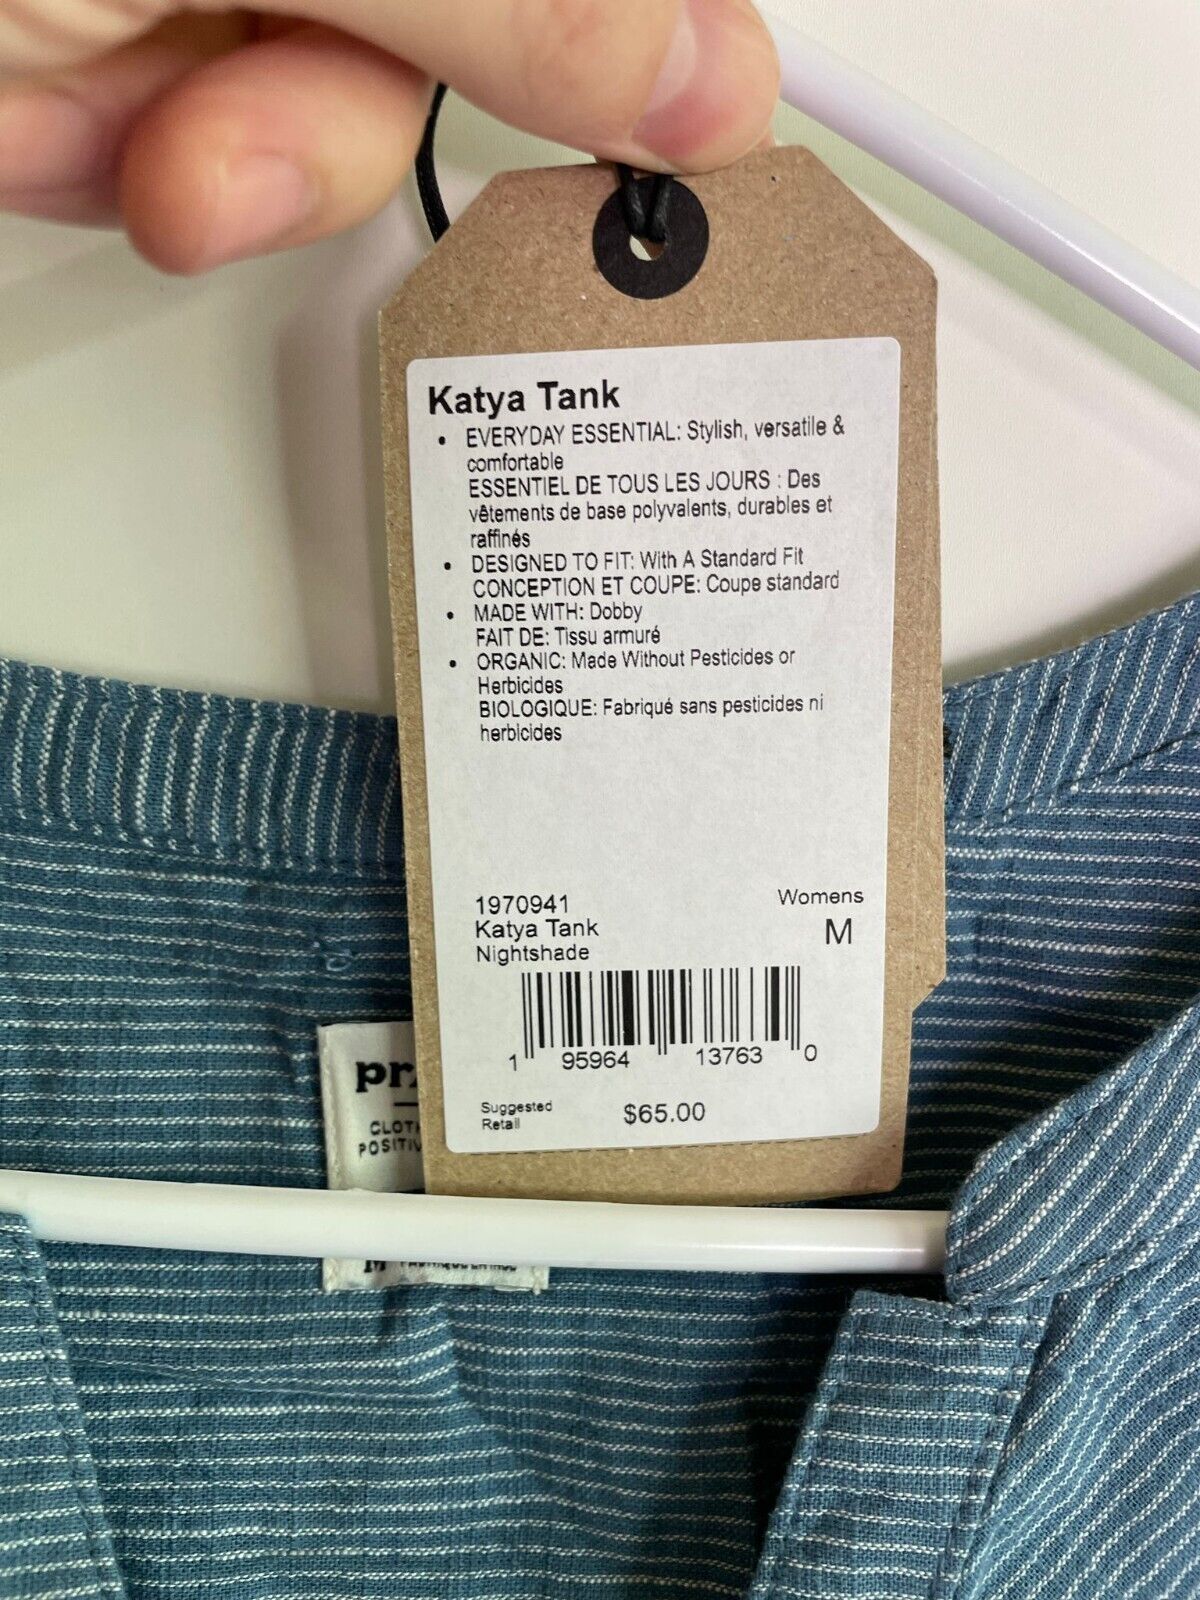 Katya Tank
• EVERYDAY ESSENTIAL: Stylish, versatile &
comfortable
ESSENTIEL DE TOUS LES JOURS : Des
vêtements de base polyvalents, durables et
raffinés
• DESIGNED TO FIT: With A Standard Fit
CONCEPTION ET COUPE: Coupe standard
• MADE WITH: Dobby
FAIT DE: Tissu armuré
• ORGANIC: Made Without Pesticides or
Herbicides
BIOLOGIQUE: Fabriqué sans pesticides ni
herbicides
1970941 Womens
Katya Tank M
Nightshade
1 95964 13763 0
Suggested
Retail $65.00
M